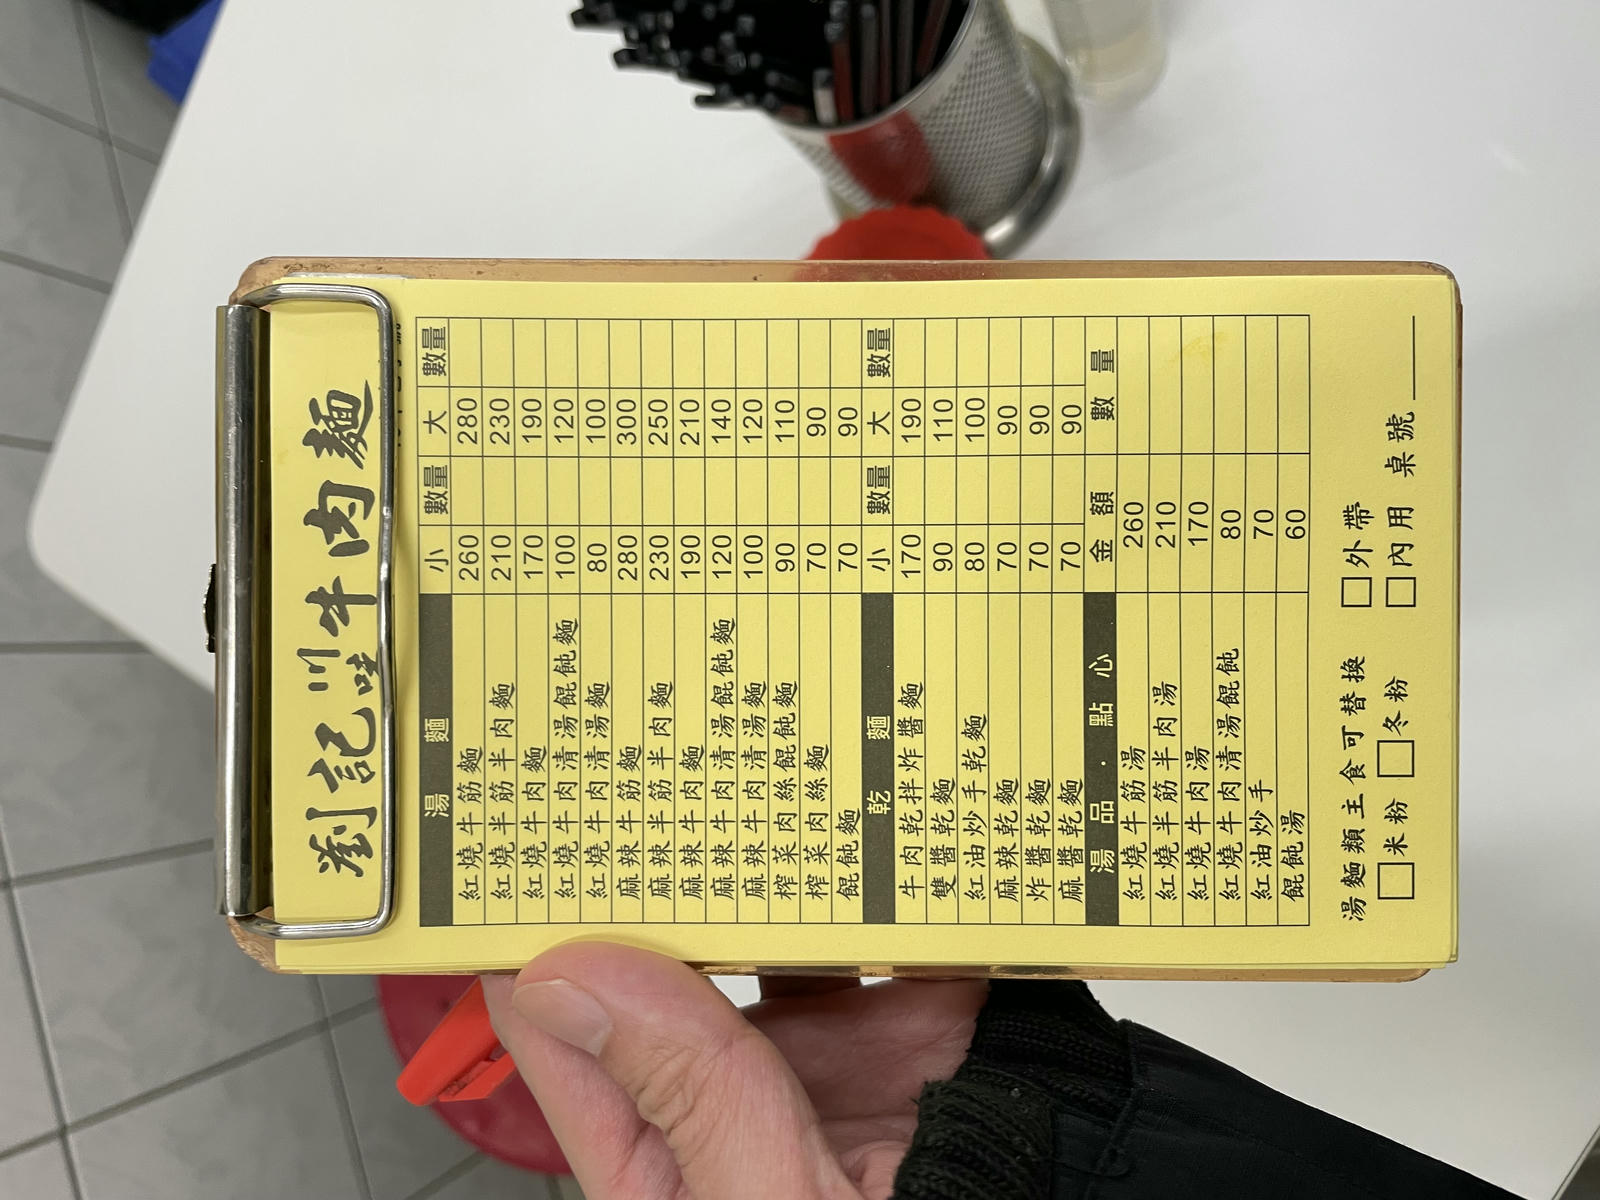 劉記川味牛肉麵
湯 麵 小 數量 大 數量
紅燒牛筋麵 260 280
紅燒半筋半肉麵 210 230
紅燒牛肉麵 170 190
紅燒牛肉清湯餛飩麵 100 120
紅燒牛肉清湯麵 80 100
麻辣牛筋麵 280 300
麻辣半筋半肉麵 230 250
麻辣牛肉麵 190 210
麻辣牛肉清湯餛飩麵 120 140
麻辣牛肉清湯麵 100 120
榨菜肉絲餛飩麵 90 110
榨菜肉絲麵 70 90
餛飩麵 70 90
乾 麵 小 數量 大 數量
牛肉乾拌炸醬麵 170 190
雙醬乾麵 90 110
紅油炒手乾麵 80 100
麻辣乾麵 70 90
炸醬乾麵 70 90
麻醬乾麵 70 90
湯品·點心 金額 數量
紅燒牛筋湯 260
紅燒半筋半肉湯 210
紅燒牛肉湯 170
紅燒牛肉清湯餛飩 80
紅油炒手 70
餛飩湯 60
湯麵類主食可替換 □外帶
□米粉 □冬粉 □內用 桌號____